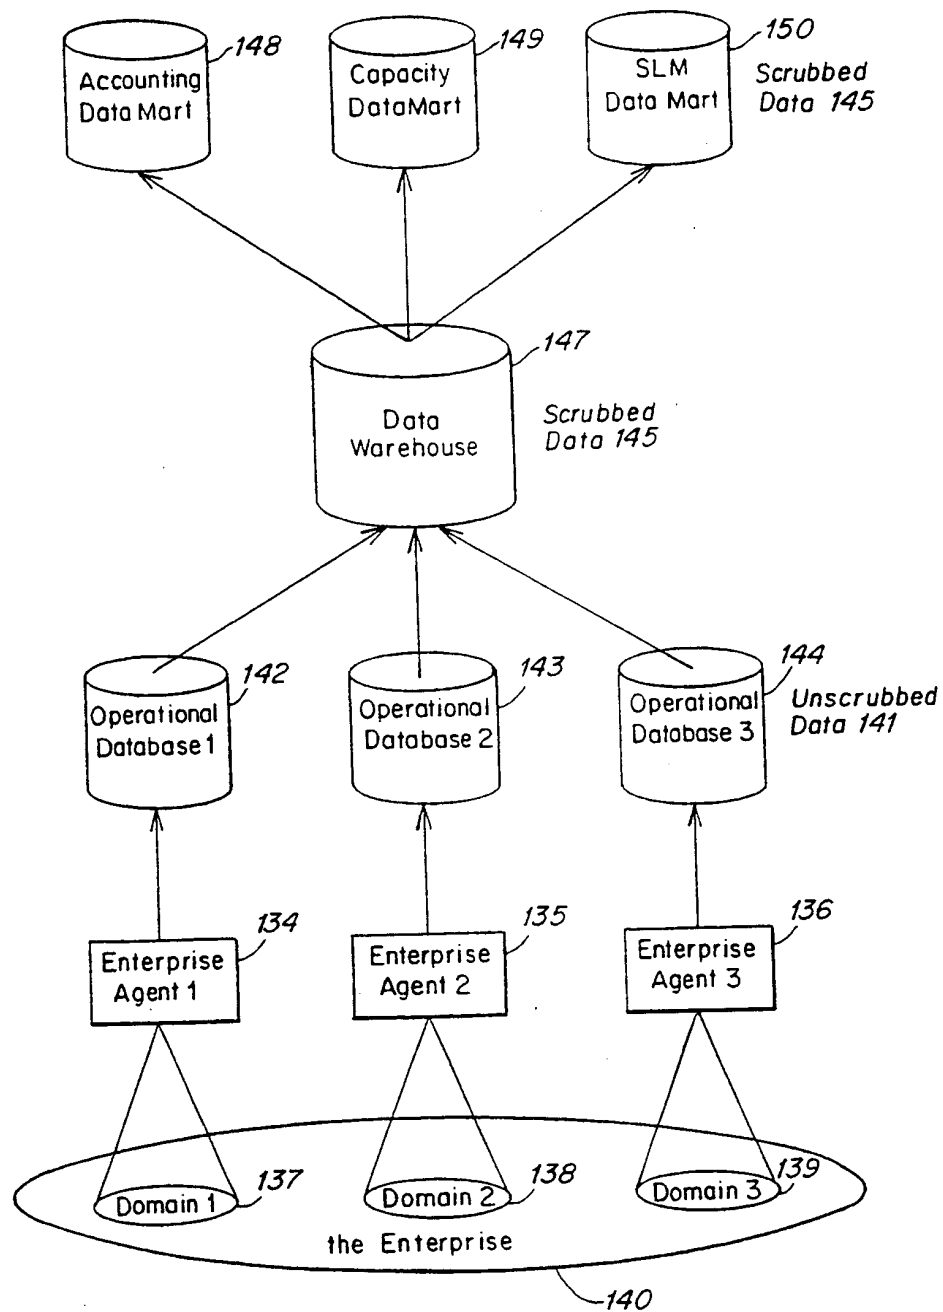 148
149
150
Accounting
Data Mart
Capacity
DataMart
SLM
Data Mart
Scrubbed
Data 145
147
Data
Warehouse
Scrubbed
Data 145
142
143
144
Operational
Database 1
Operational
Database 2
Operational
Database 3
Unscrubbed
Data 141
134
135
136
Enterprise
Agent 1
Enterprise
Agent 2
Enterprise
Agent 3
Domain 1
137
Domain 2
138
Domain 3
139
the Enterprise
140